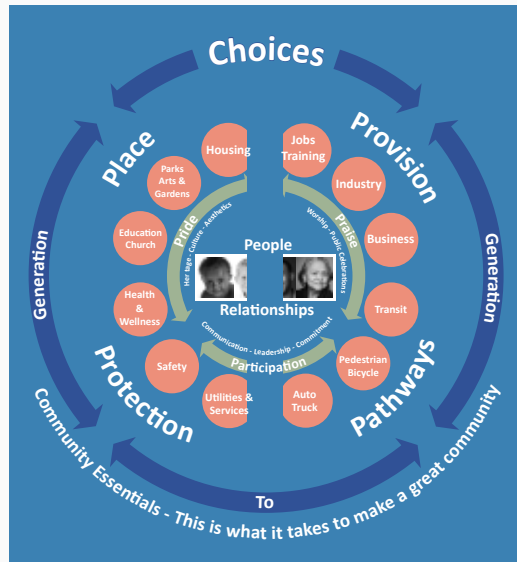 Choices
Place
Provision
Housing
Jobs
Training
Parks
Arts &
Gardens
Industry
Pride
Praise
Heritage - Culture - Aesthetics
Worship - Public Celebrations
Education
Church
Business
People
Generation
Generation
Relationships
Health
&
Wellness
Transit
Communication - Leadership - Commitment
Participation
Safety
Pedestrian
Bicycle
Protection
Pathways
Utilities &
Services
Auto
Truck
To
Community Essentials - This is what it takes to make a great community